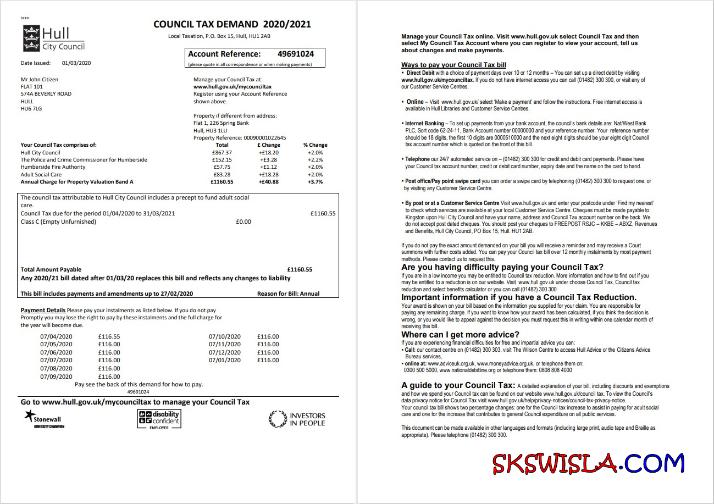 Hull
City Council
COUNCIL TAX DEMAND 2020/2021
Local Taxation, P.O. Box 15, Hull, HU1 2AB
Account Reference: 49691024
(please quote in all correspondence or when making payments)
Date Issued: 01/03/2020
Mr John Citizen
FLAT 101
574A BEVERLEY ROAD
HULL
HU6 7LG
Manage your Council Tax at:
www.hull.gov.uk/mycounciltax
Register using your Account Reference
shown above
Property if different from address:
Flat 1, 226 Spring Bank
Hull, HU3 1LU
Property Reference: 00090001022645
Your Council Tax comprises of: Total £ Change % Change
Hull City Council £867.37 +£18.20 +2.0%
The Police and Crime Commissioner for Humberside £152.15 +£3.28 +2.2%
Humberside Fire Authority £57.75 +£1.12 +2.0%
Adult Social Care £83.28 +£18.28 +2.0%
Annual Charge for Property Valuation Band A £1160.55 +£40.88 +3.7%
The council tax attributable to Hull City Council includes a precept to fund adult social
care.
Council Tax due for the period 01/04/2020 to 31/03/2021 £1160.55
Class C (Empty Unfurnished) £0.00
Total Amount Payable £1160.55
Any 2020/21 bill dated after 01/03/20 replaces this bill and reflects any changes to liability
This bill includes payments and amendments up to 27/02/2020 Reason for Bill: Annual
Payment Details Please pay your instalments as listed below. If you do not pay
Promptly you may lose the right to pay by these instalments and the full charge for
the year will become due.
07/04/2020 £116.55 07/10/2020 £116.00
07/05/2020 £116.00 07/11/2020 £116.00
07/06/2020 £116.00 07/12/2020 £116.00
07/07/2020 £116.00 07/01/2021 £116.00
07/08/2020 £116.00
07/09/2020 £116.00
Pay see the back of this demand for how to pay.
49691024
Go to www.hull.gov.uk/mycounciltax to manage your Council Tax
Stonewall
disability
confident
EMPLOYER
INVESTORS
IN PEOPLE
Manage your Council Tax online. Visit www.hull.gov.uk select Council Tax and then
select My Council Tax Account where you can register to view your account, tell us
about changes and make payments.
Ways to pay your Council Tax bill
• Direct Debit with a choice of payment days over 10 or 12 months – You can set up a direct debit by visiting
www.hull.gov.uk/mycounciltax. If you do not have internet access you can call (01482) 300 300, or visit any of
our Customer Service Centres.
• Online – Visit www.hull.gov.uk/ select 'Make a payment' and follow the instructions. Free internet access is
available in Hull Libraries and Customer Service Centres.
• Internet Banking – To set up payments from your bank account, the council's bank details are: Nat/West Bank
PLC, Sort code 62-24-11, Bank Account number 00000000 and your reference number. Your reference number
should be 18 digits, the first 10 digits are 0000510000 and the next eight digits should be your eight digit Council
tax account number which is quoted on the front of the bill
• Telephone our 24/7 automated service on – (01482) 300 300 for credit and debit card payments. Please have
your Council tax account number, credit or debit card number, expiry date and the name on the card to hand.
• Post office/Pay point swipe card you can order a swipe card by telephoning (01482) 300 300 to request one, or
by visiting any Customer Service Centre.
• By post or at a Customer Service Centre Visit www.hull.gov.uk and enter your postcode under 'Find my nearest'
to check which services are available at your local Customer Service Centre. Cheques must be made payable to
Kingston upon Hull City Council and have your name, address and Council Tax account number on the back. We
do not accept post dated cheques. You should post your cheques to FREEPOST RSJC – KKBE – ABXZ, Revenues
and Benefits, Hull City Council, PO Box 15, Hull, HU1 2AB.
If you do not pay the exact amount demanded on your bill you will receive a reminder and may receive a Court
summons with further costs added. You can pay your Council Tax bill over 12 monthly instalments by most payment
methods. Please contact us to request this.
Are you having difficulty paying your Council Tax?
If you are in a low income you may be entitled to Council Tax reduction. More information and how to find out if you
may be entitled to a reduction is on our website. Visit www.hull.gov.uk under choose Council Tax, Council tax
reduction and select benefits calculator or you can call (01482) 300 300
Important information if you have a Council Tax Reduction.
Your award is shown on your bill based on the information you supplied for your claim. You are responsible for
paying any remaining charge. If you want to know how your award has been calculated, if you think the decision is
wrong, or you would like to appeal against the decision you must request this in writing within one calendar month of
receiving this bill.
Where can I get more advice?
If you are experiencing financial difficulties for free and impartial advice you can:
• Call: our contact centre on (01482) 300 303, visit The Wilson Centre to access Hull Advice or the Citizens Advice
Bureau services,
• online at: www.adviceuk.org.uk, www.moneyadvice.org.uk, or telephone them on:
0300 500 5000, www.nationaldebtline.org or telephone them: 0808 808 4000
A guide to your Council Tax: A detailed explanation of your bill, including discounts and exemptions
and how we spend your Council Tax can be found on our website www.hull.gov.uk/council tax. To view the Council's
data privacy notice for Council Tax visit www.hull.gov.uk/help/privacy-notices/council-tax-privacy-notice.
Your council tax bill shows two percentage changes: one for the Council tax increase to assist in paying for adult social
care and one for the increase that contributes to general Council expenditure on all public services.
This document can be made available in other languages and formats (including large print, audio tape and Braille as
appropriate). Please telephone (01482) 300 300.
SKSWISLA.COM